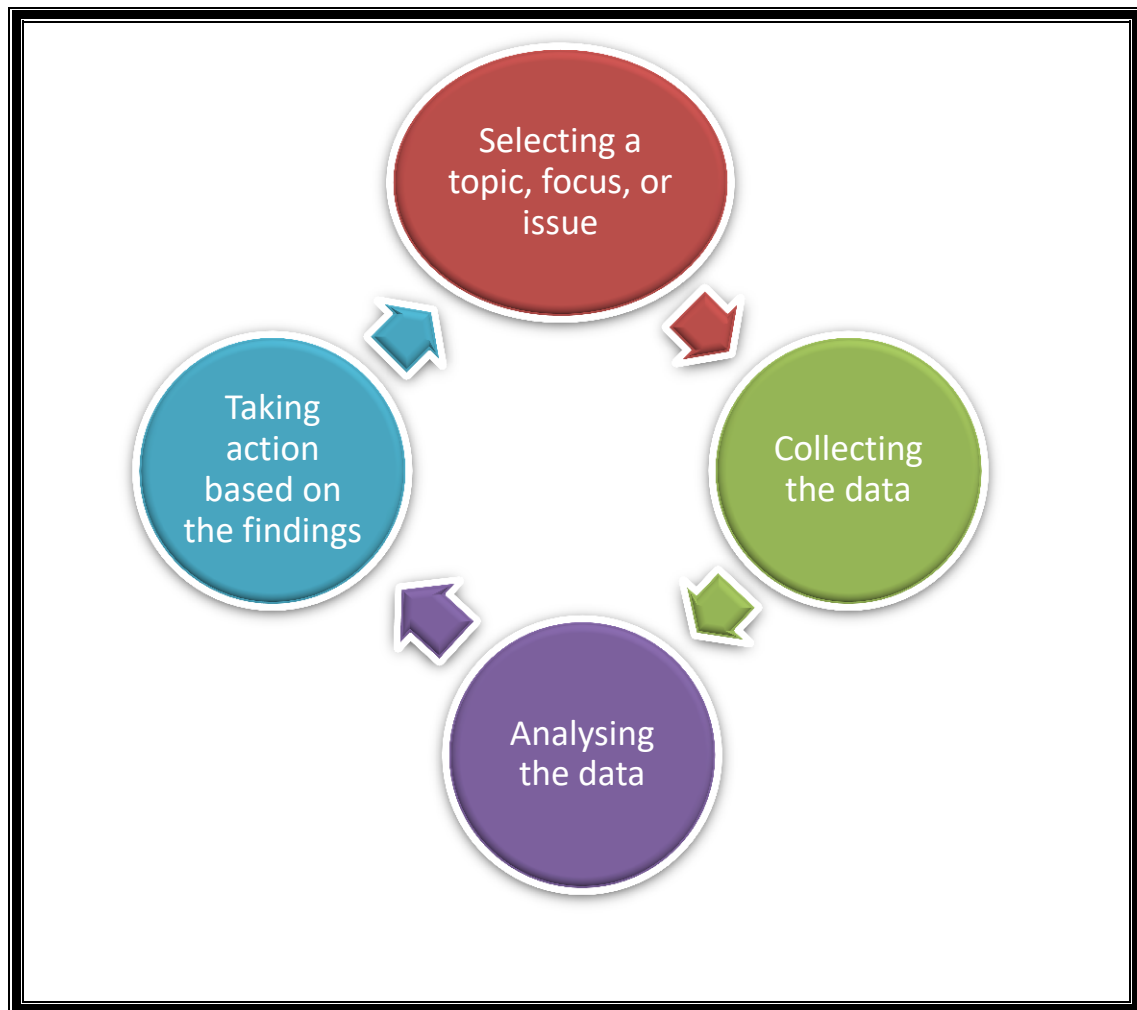 Selecting a
topic, focus, or
issue
Collecting
the data
Analysing
the data
Taking
action
based on
the findings